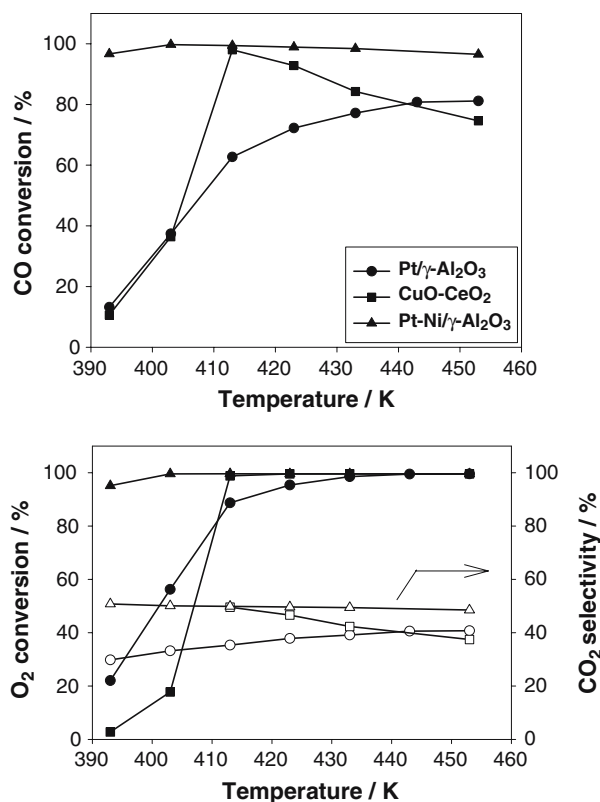 CO conversion / %
100
80
60
40
20
0
Pt/γ-Al₂O₃
CuO-CeO₂
Pt-Ni/γ-Al₂O₃
390 400 410 420 430 440 450 460
Temperature / K
O₂ conversion / %
100
80
60
40
20
0
100
80
60
40
20
0
CO₂ selectivity / %
390 400 410 420 430 440 450 460
Temperature / K